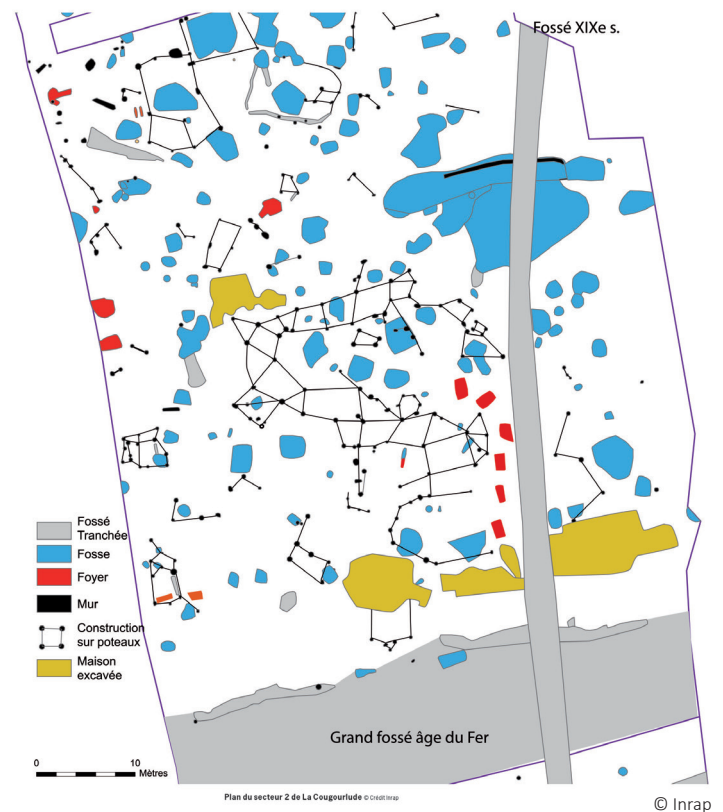 Fossé XIXe s.
Fossé
Tranchée
Fosse
Foyer
Mur
Construction
sur poteaux
Maison
excavée
Grand fossé âge du Fer
0 10
Mètres
Plan du secteur 2 de La Cougourlude © Crédit Inrap
© Inrap